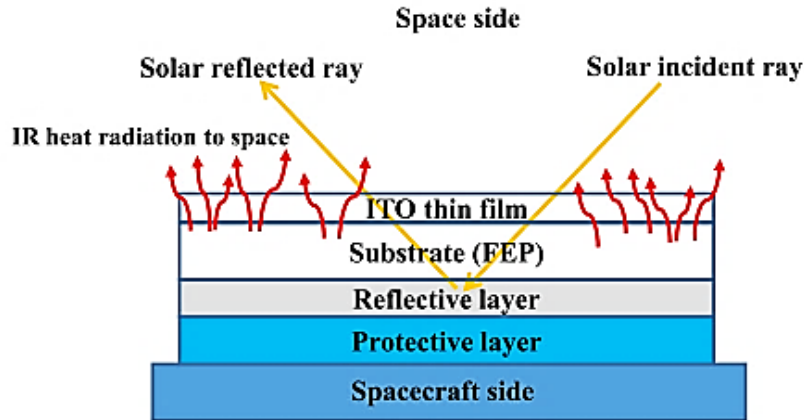 Space side
Solar reflected ray
Solar incident ray
IR heat radiation to space
ITO thin film
Substrate (FEP)
Reflective layer
Protective layer
Spacecraft side